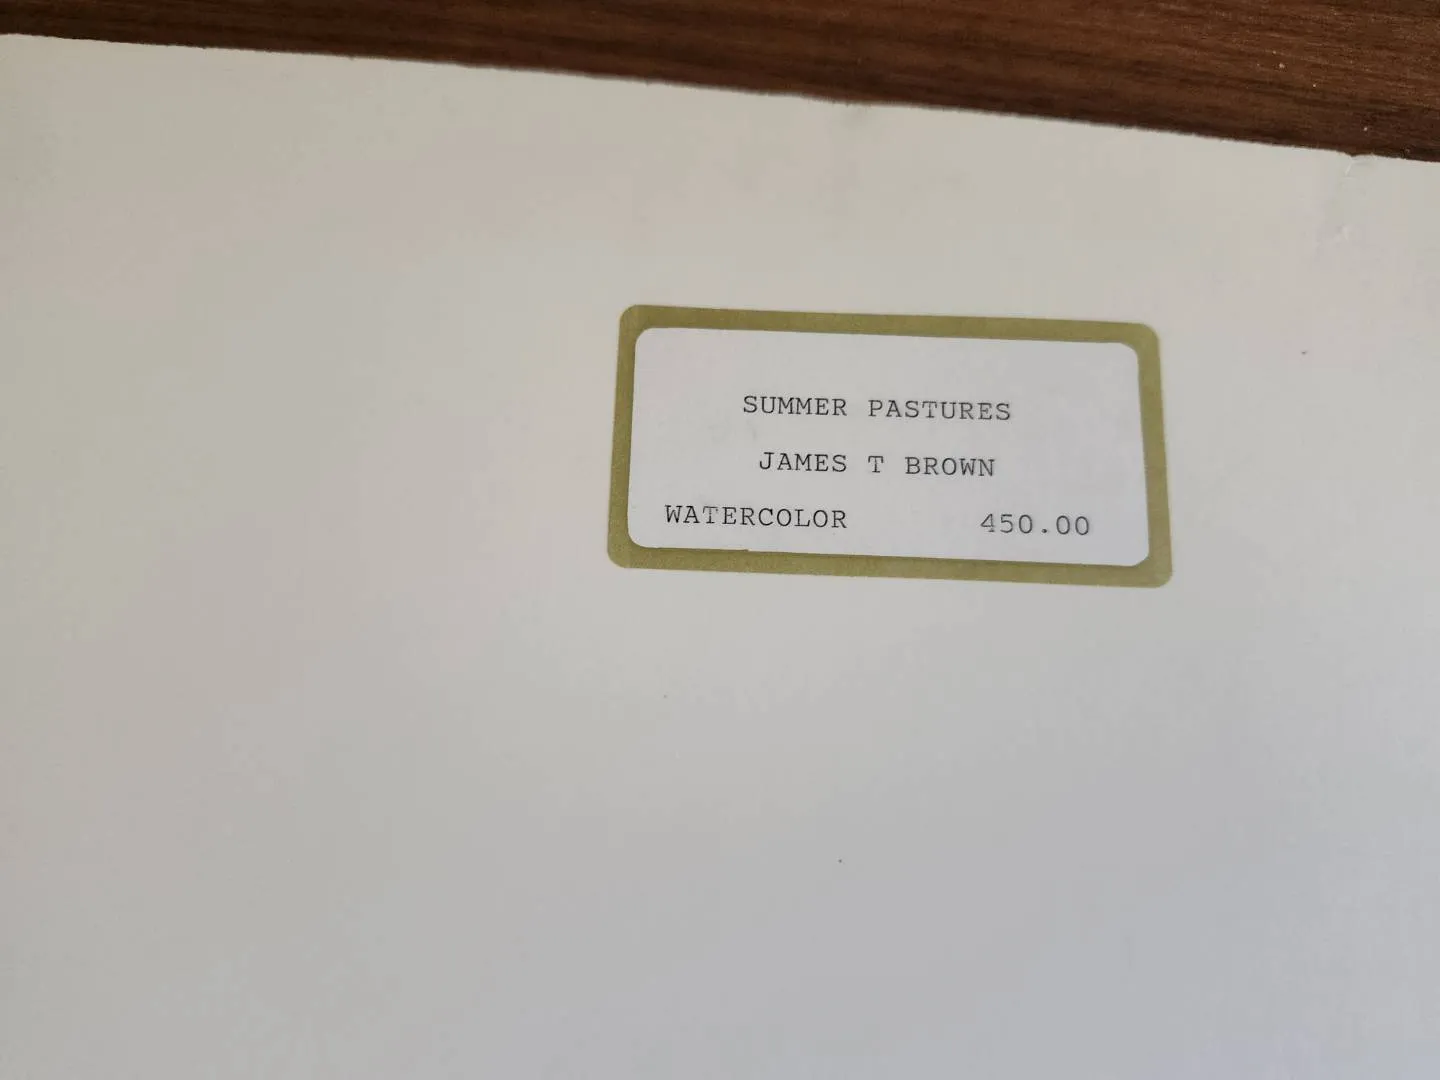 SUMMER PASTURES
JAMES T BROWN
WATERCOLOR 450.00